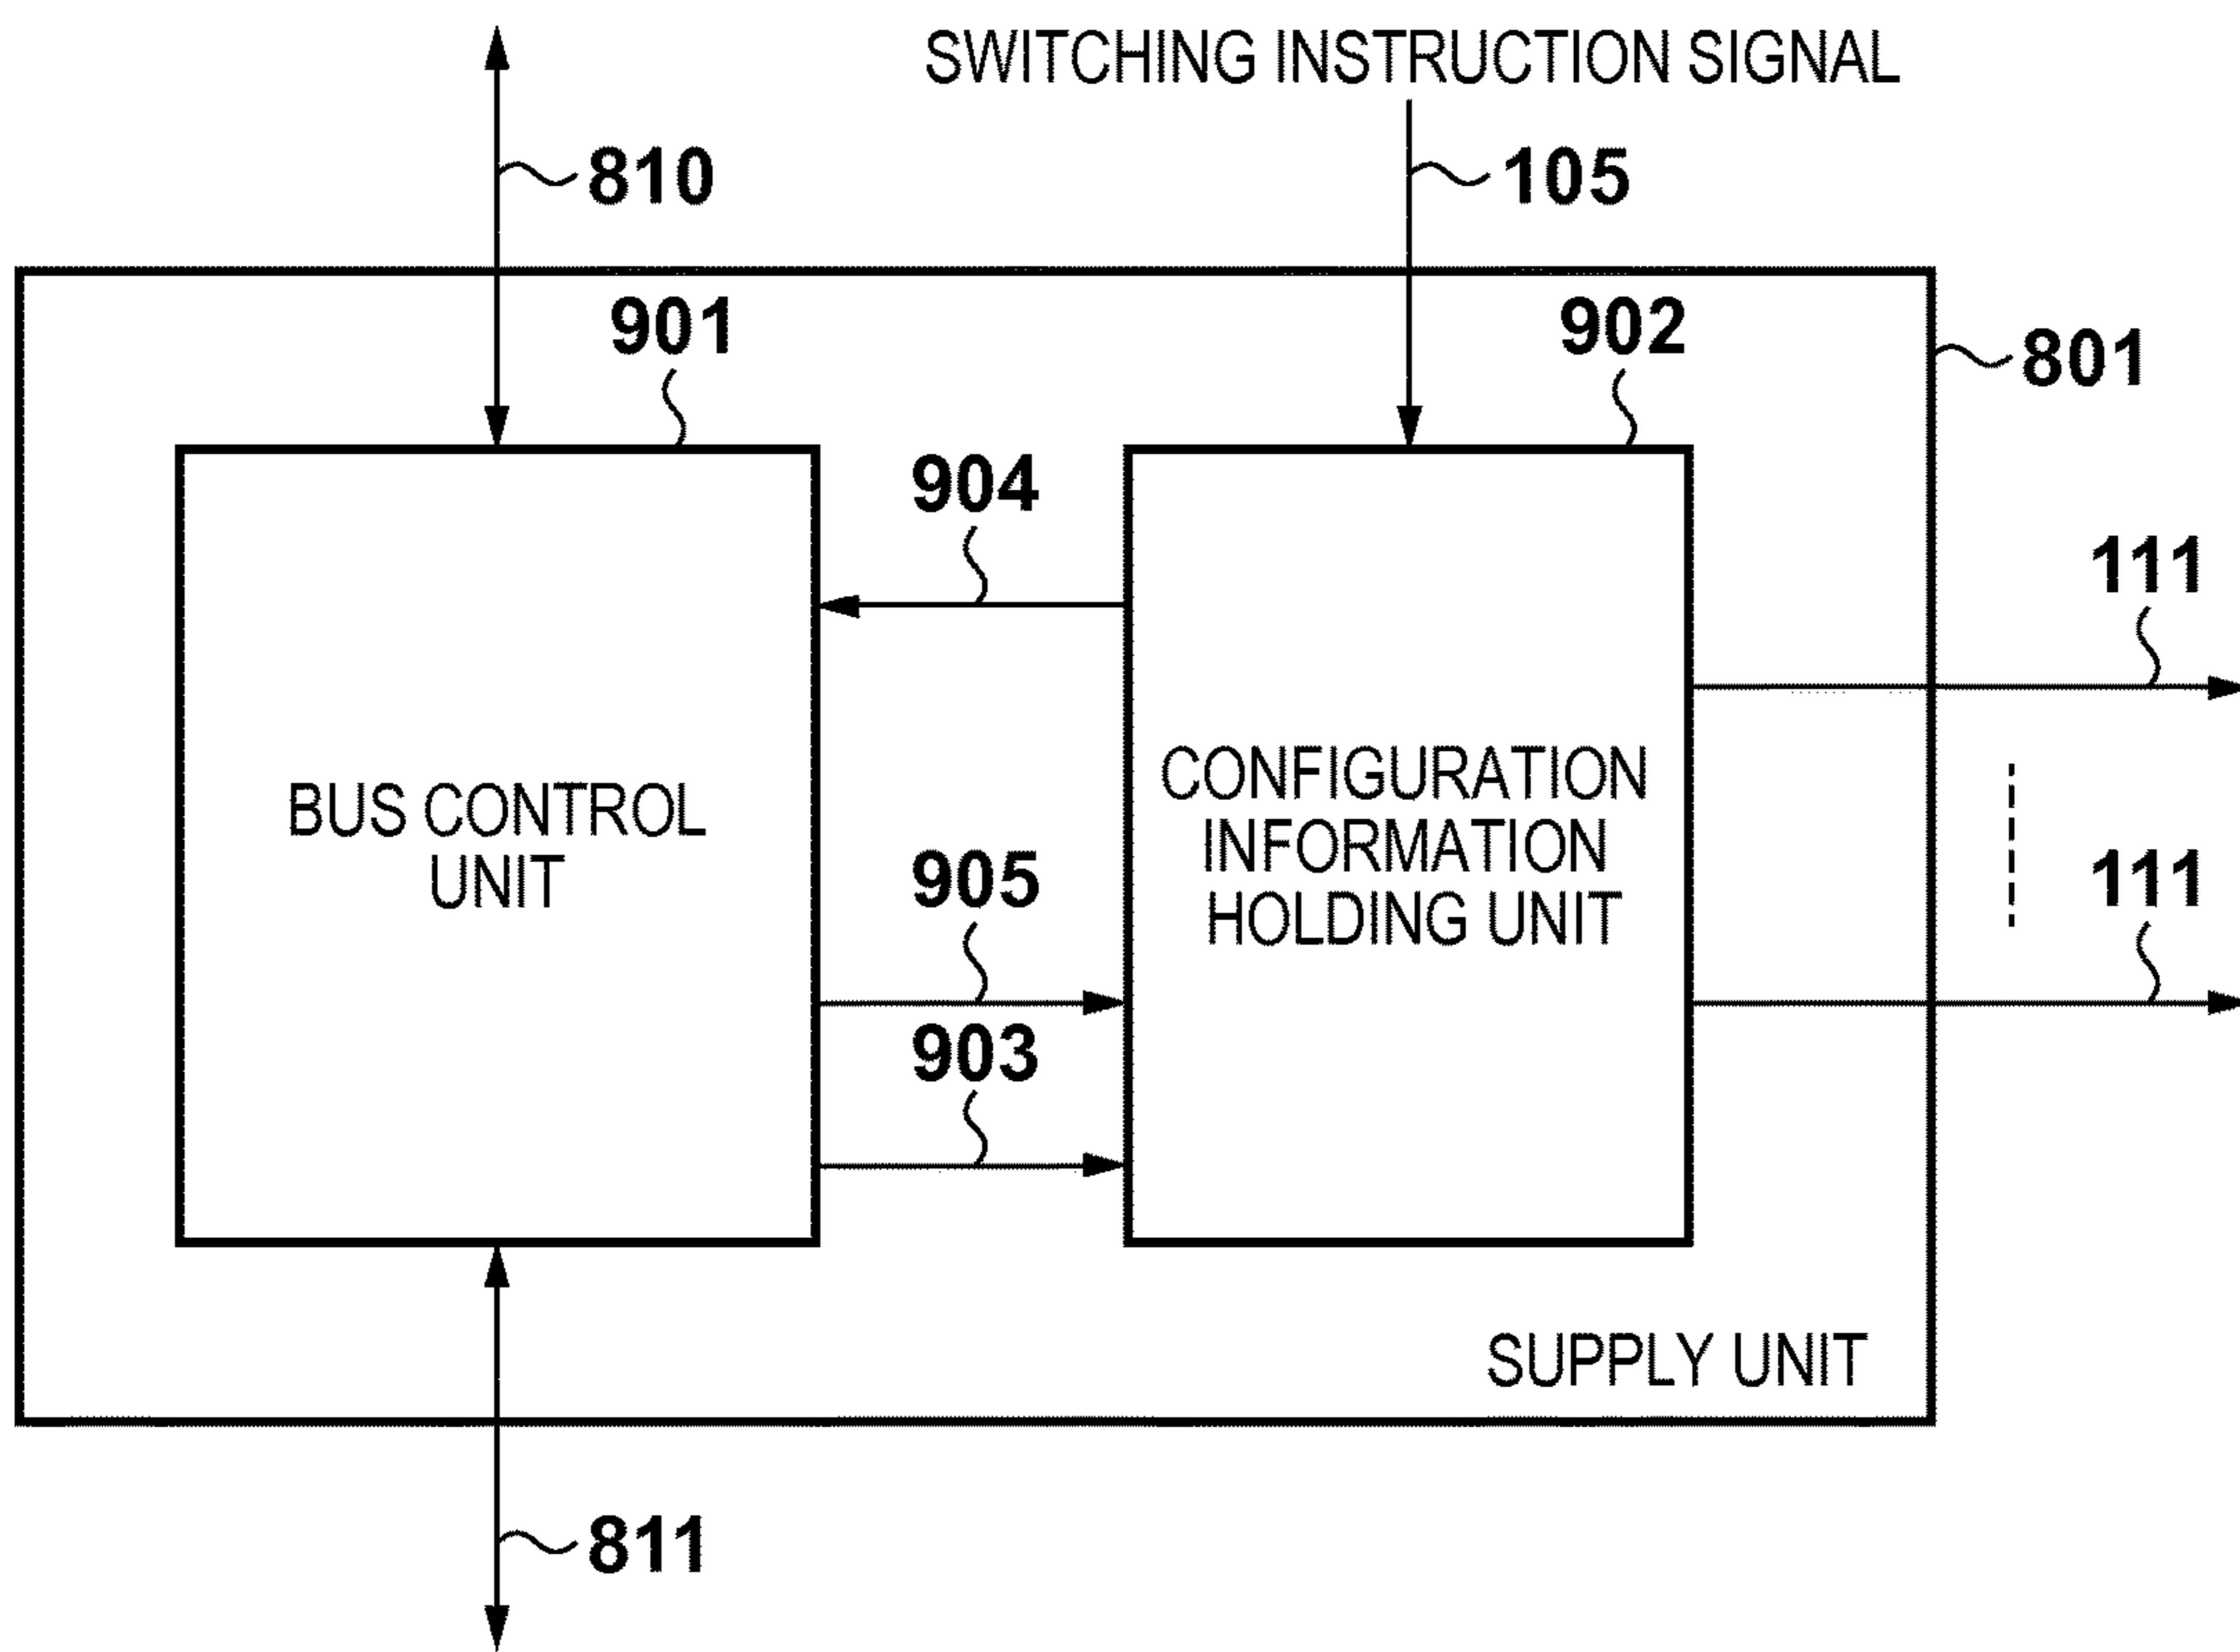 SWITCHING INSTRUCTION SIGNAL
810
105
901
902
801
904
111
BUS CONTROL
UNIT
CONFIGURATION
INFORMATION
HOLDING UNIT
905
111
903
SUPPLY UNIT
811